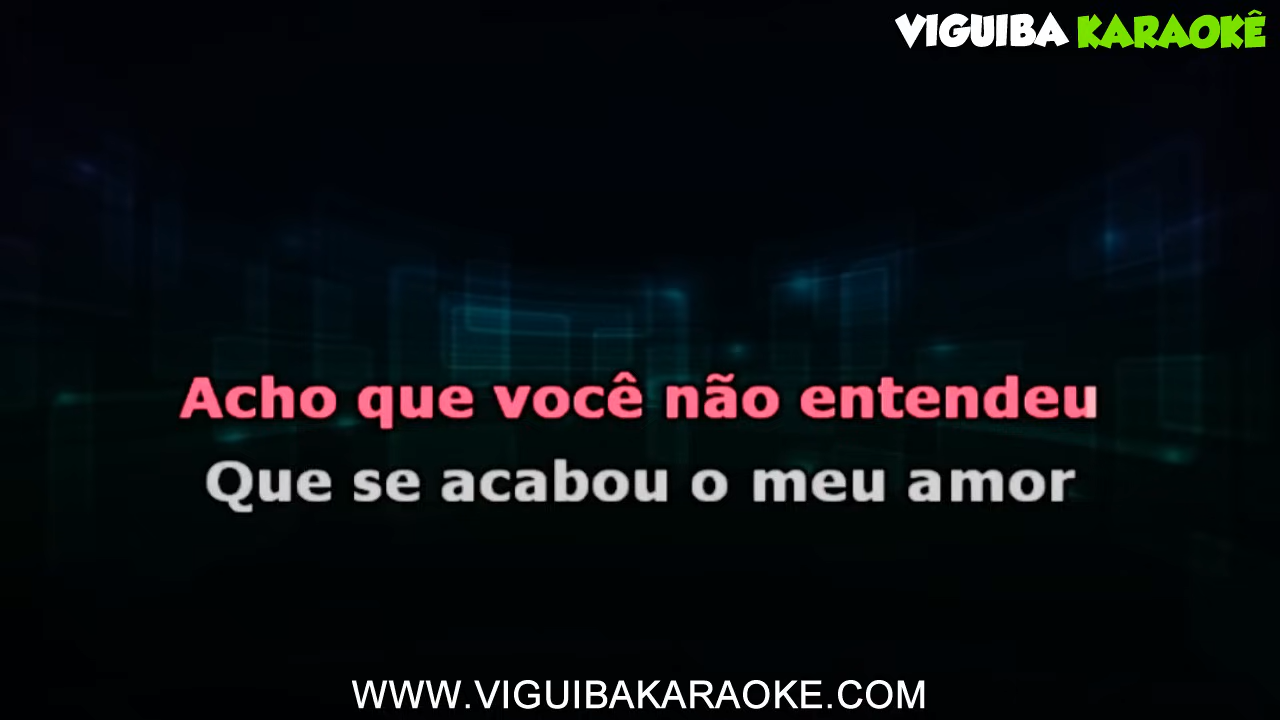 VIGUIBA KARAOKÊ
Acho que você não entendeu
Que se acabou o meu amor
WWW.VIGUIBAKARAOKE.COM